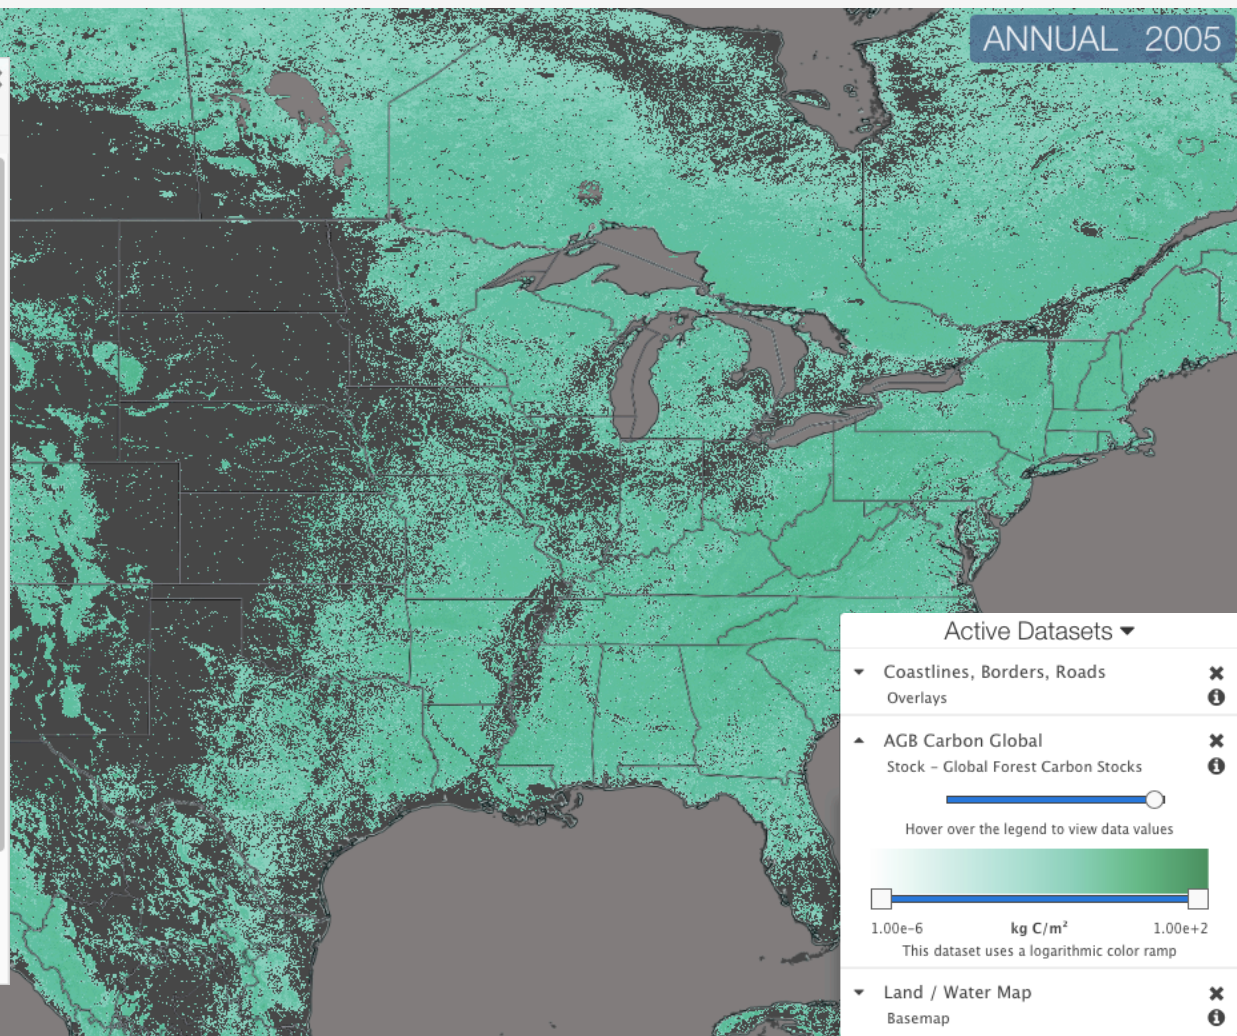 ANNUAL 2005
Active Datasets
Coastlines, Borders, Roads
Overlays
AGB Carbon Global
Stock – Global Forest Carbon Stocks
Hover over the legend to view data values
1.00e-6 kg C/m² 1.00e+2
This dataset uses a logarithmic color ramp
Land / Water Map
Basemap